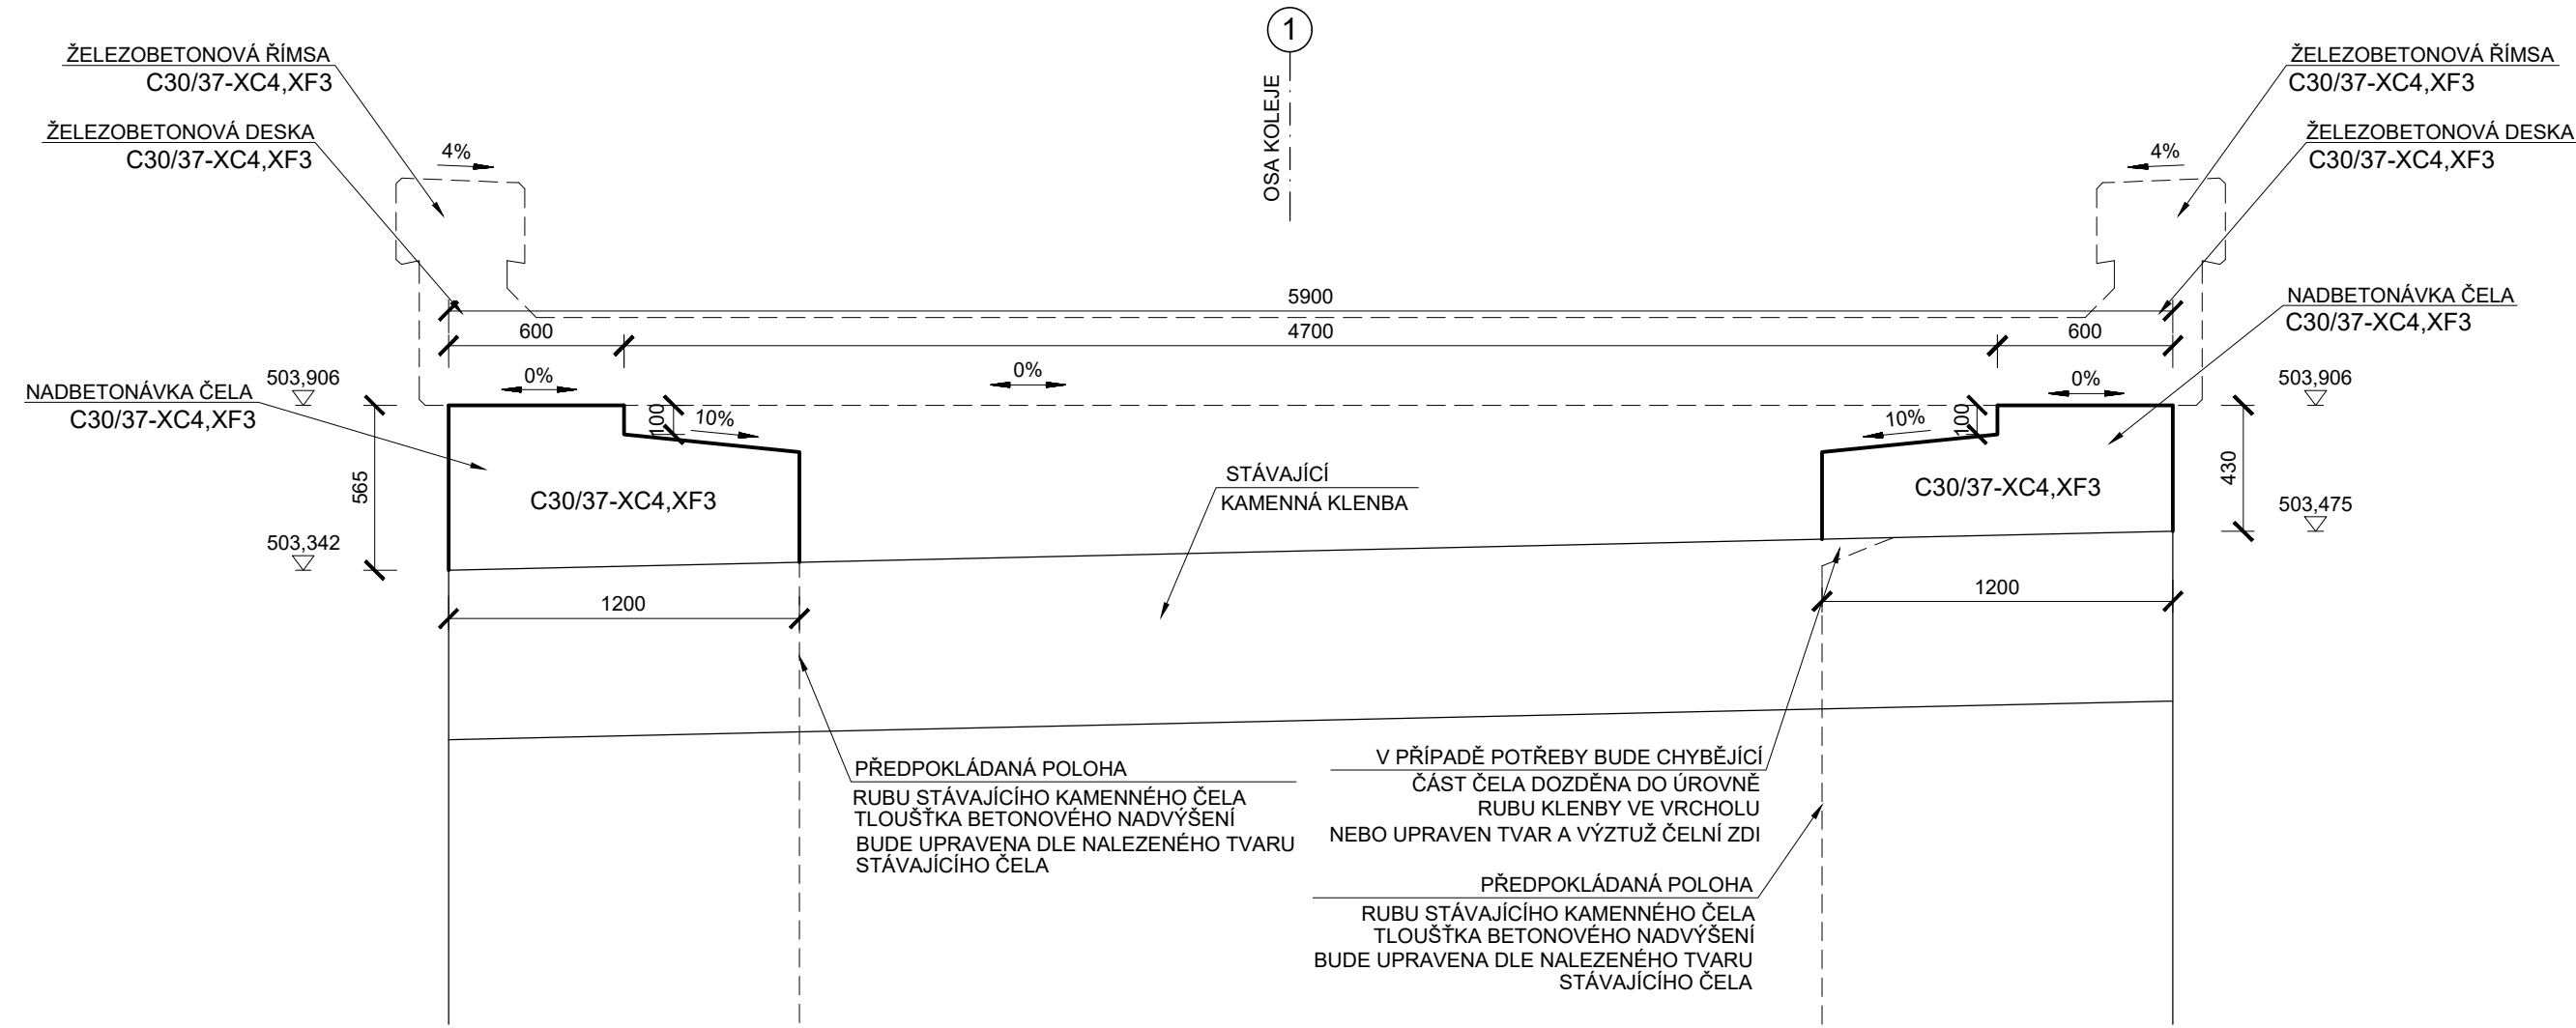 1
OSA KOLEJE
ŽELEZOBETONOVÁ ŘÍMSA
C30/37-XC4,XF3
ŽELEZOBETONOVÁ DESKA
C30/37-XC4,XF3
4%
4%
ŽELEZOBETONOVÁ ŘÍMSA
C30/37-XC4,XF3
ŽELEZOBETONOVÁ DESKA
C30/37-XC4,XF3
5900
600
4700
600
NADBETONÁVKA ČELA
C30/37-XC4,XF3
NADBETONÁVKA ČELA
C30/37-XC4,XF3
503,906
0%
0%
0%
503,906
100
10%
10%
100
565
C30/37-XC4,XF3
STÁVAJÍCÍ
KAMENNÁ KLENBA
C30/37-XC4,XF3
430
503,475
503,342
1200
1200
PŘEDPOKLÁDANÁ POLOHA
RUBU STÁVAJÍCÍHO KAMENNÉHO ČELA
TLOUŠŤKA BETONOVÉHO NADVÝŠENÍ
BUDE UPRAVENA DLE NALEZENÉHO TVARU
STÁVAJÍCÍHO ČELA
V PŘÍPADĚ POTŘEBY BUDE CHYBĚJÍCÍ
ČÁST ČELA DOZDĚNA DO ÚROVNĚ
RUBU KLENBY VE VRCHOLU
NEBO UPRAVEN TVAR A VÝZTUŽ ČELNÍ ZDI
PŘEDPOKLÁDANÁ POLOHA
RUBU STÁVAJÍCÍHO KAMENNÉHO ČELA
TLOUŠŤKA BETONOVÉHO NADVÝŠENÍ
BUDE UPRAVENA DLE NALEZENÉHO TVARU
STÁVAJÍCÍHO ČELA